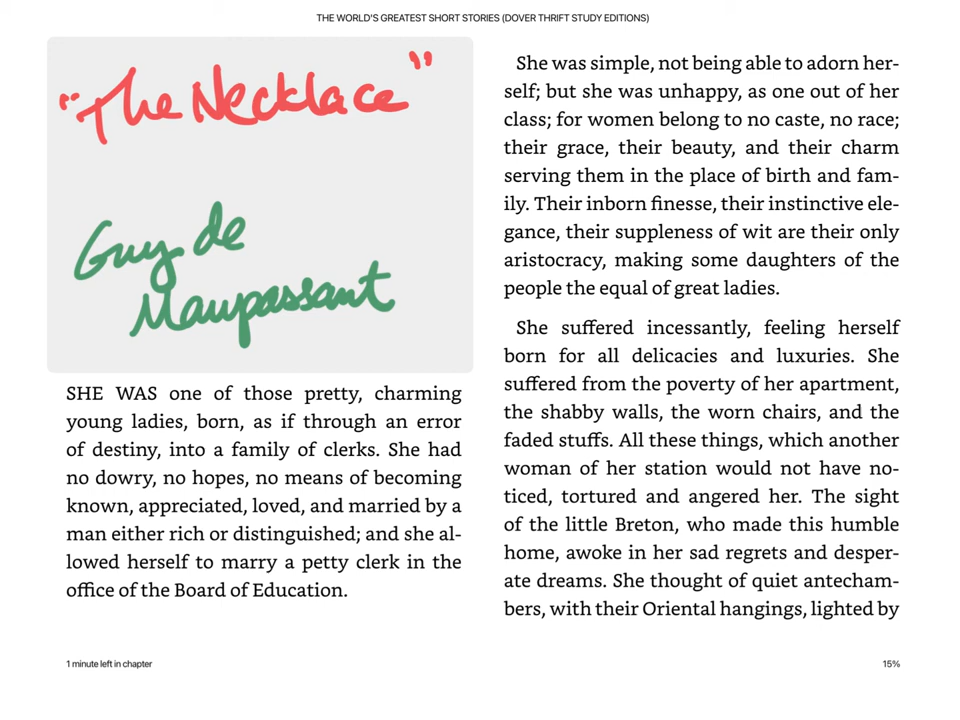 THE WORLD'S GREATEST SHORT STORIES (DOVER THRIFT STUDY EDITIONS)
"The Necklace"
Guy de
Maupassant
SHE WAS one of those pretty, charming
young ladies, born, as if through an error
of destiny, into a family of clerks. She had
no dowry, no hopes, no means of becoming
known, appreciated, loved, and married by a
man either rich or distinguished; and she al-
lowed herself to marry a petty clerk in the
office of the Board of Education.
She was simple, not being able to adorn her-
self; but she was unhappy, as one out of her
class; for women belong to no caste, no race;
their grace, their beauty, and their charm
serving them in the place of birth and fam-
ily. Their inborn finesse, their instinctive ele-
gance, their suppleness of wit are their only
aristocracy, making some daughters of the
people the equal of great ladies.
She suffered incessantly, feeling herself
born for all delicacies and luxuries. She
suffered from the poverty of her apartment,
the shabby walls, the worn chairs, and the
faded stuffs. All these things, which another
woman of her station would not have no-
ticed, tortured and angered her. The sight
of the little Breton, who made this humble
home, awoke in her sad regrets and desper-
ate dreams. She thought of quiet antecham-
bers, with their Oriental hangings, lighted by
1 minute left in chapter
15%